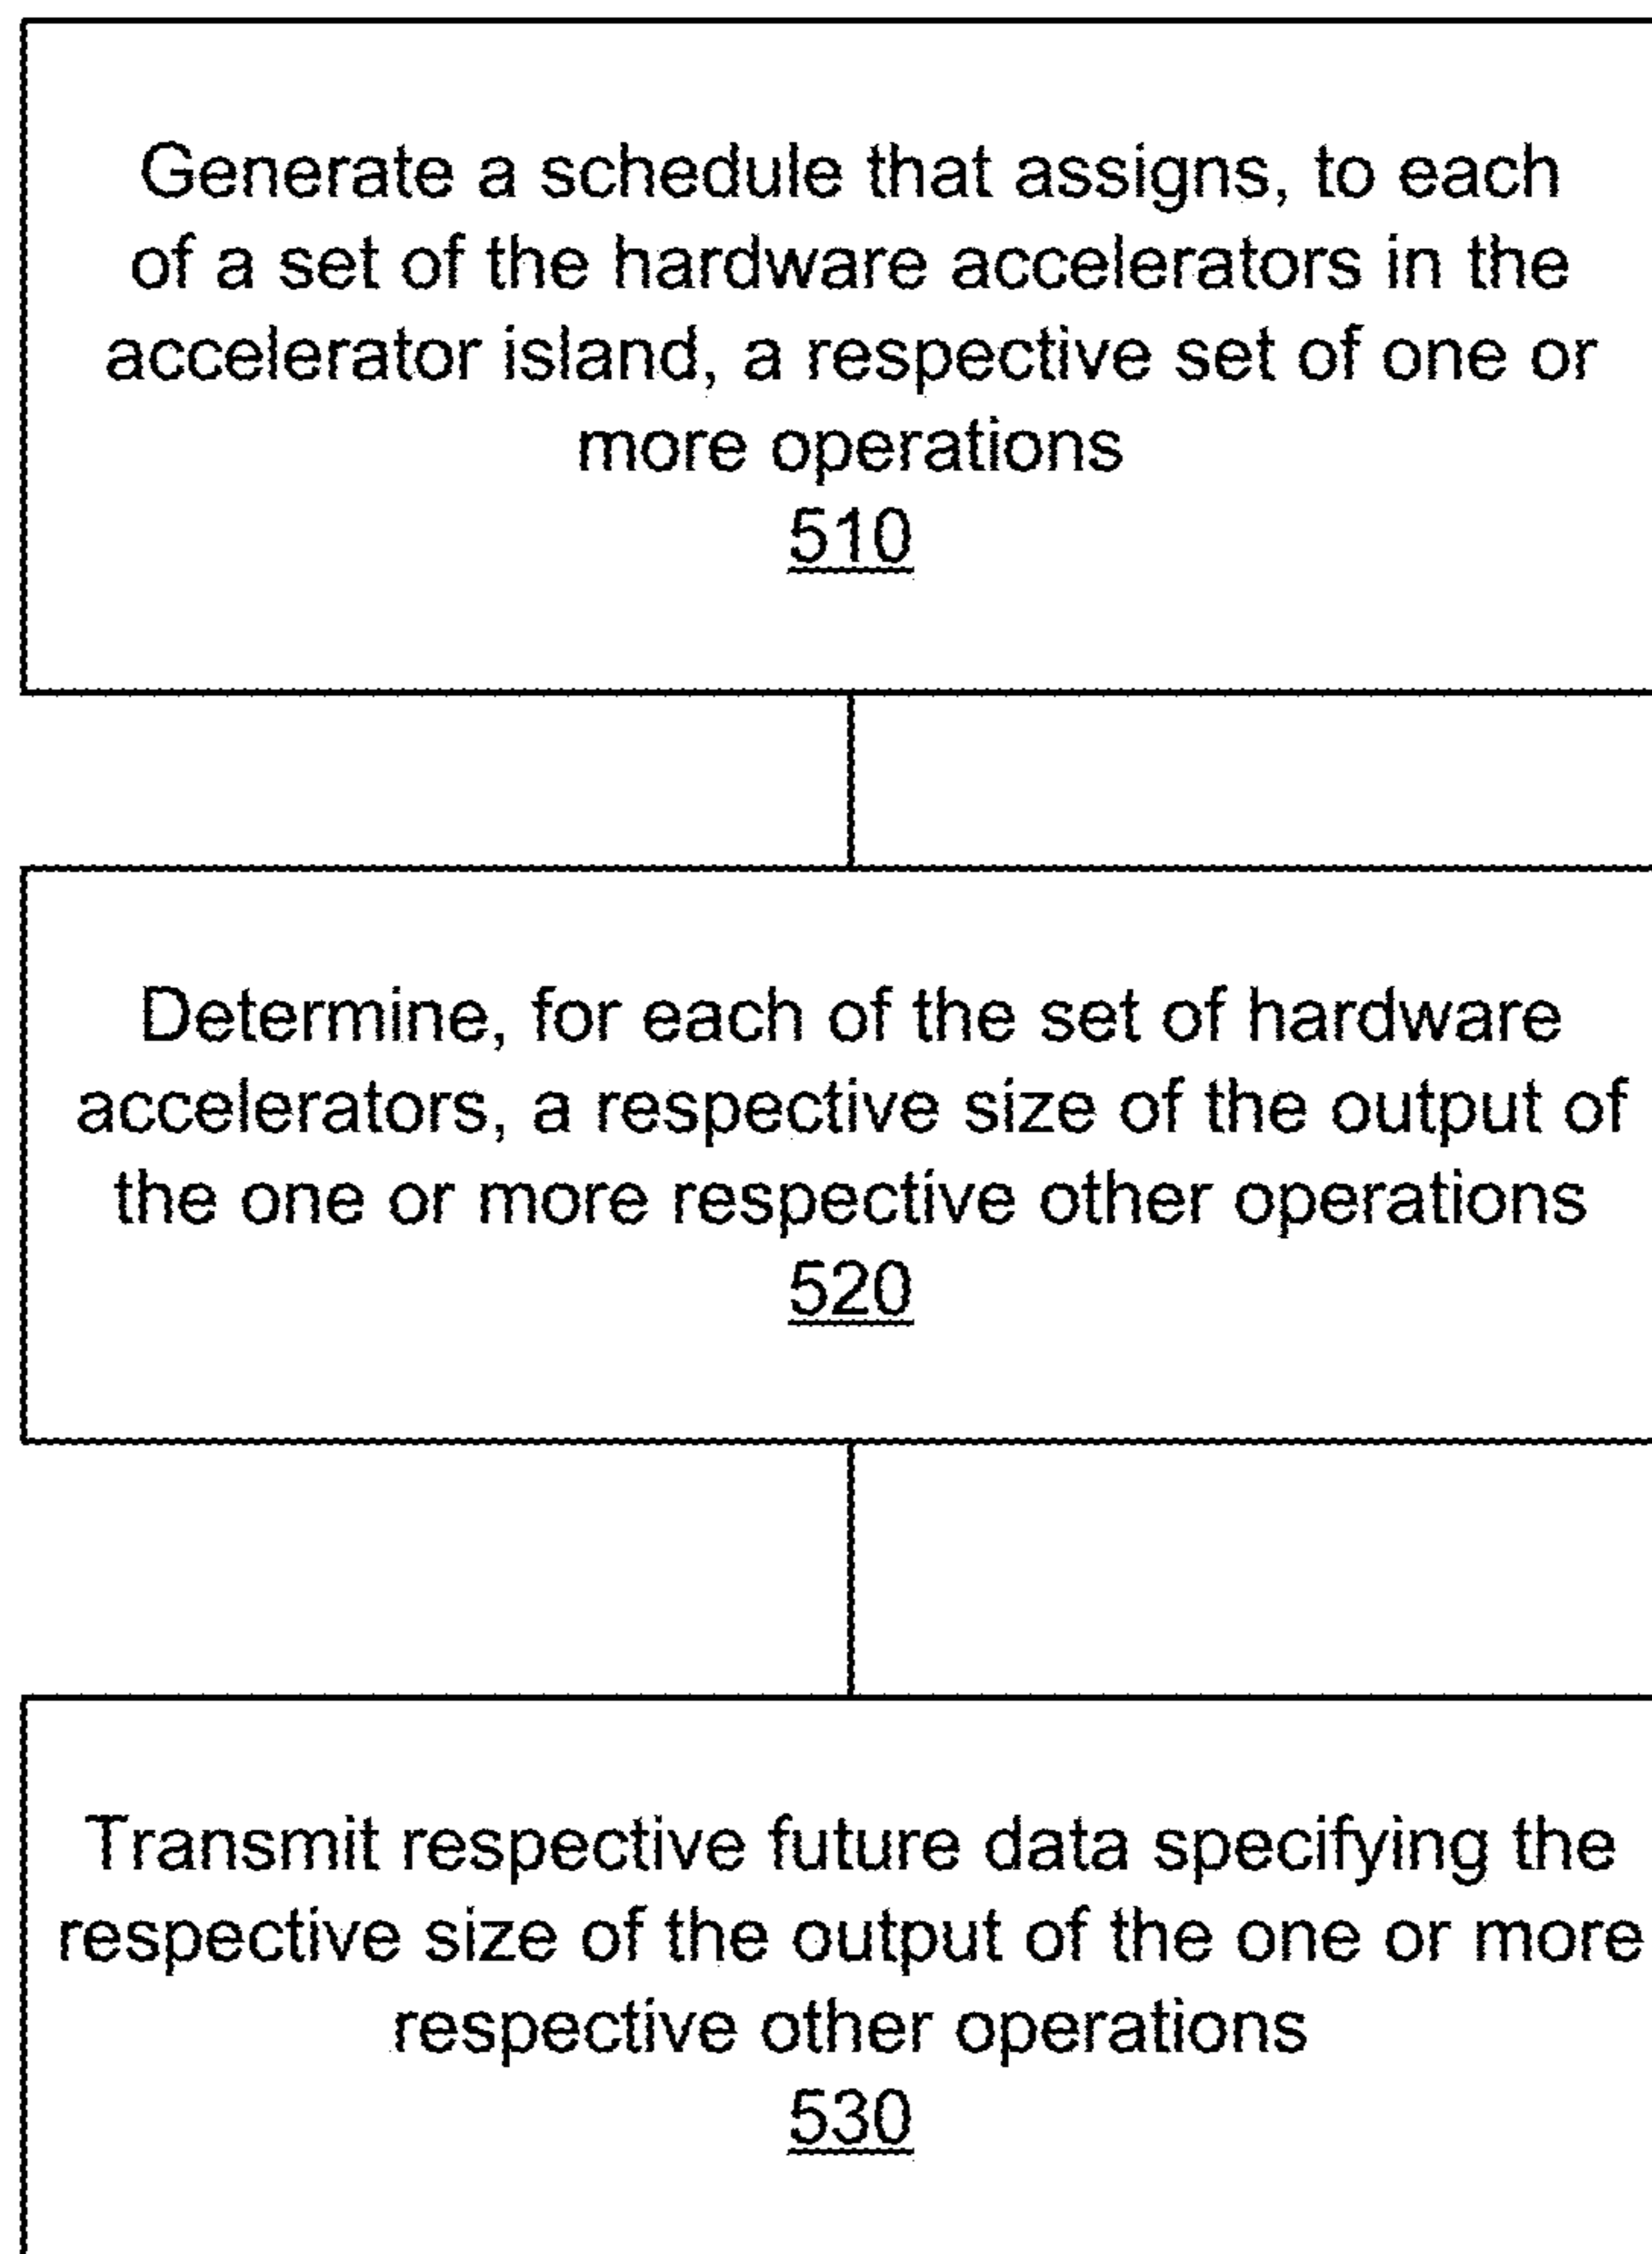 Generate a schedule that assigns, to each
of a set of the hardware accelerators in the
accelerator island, a respective set of one or
more operations
510
Determine, for each of the set of hardware
accelerators, a respective size of the output of
the one or more respective other operations
520
Transmit respective future data specifying the
respective size of the output of the one or more
respective other operations
530